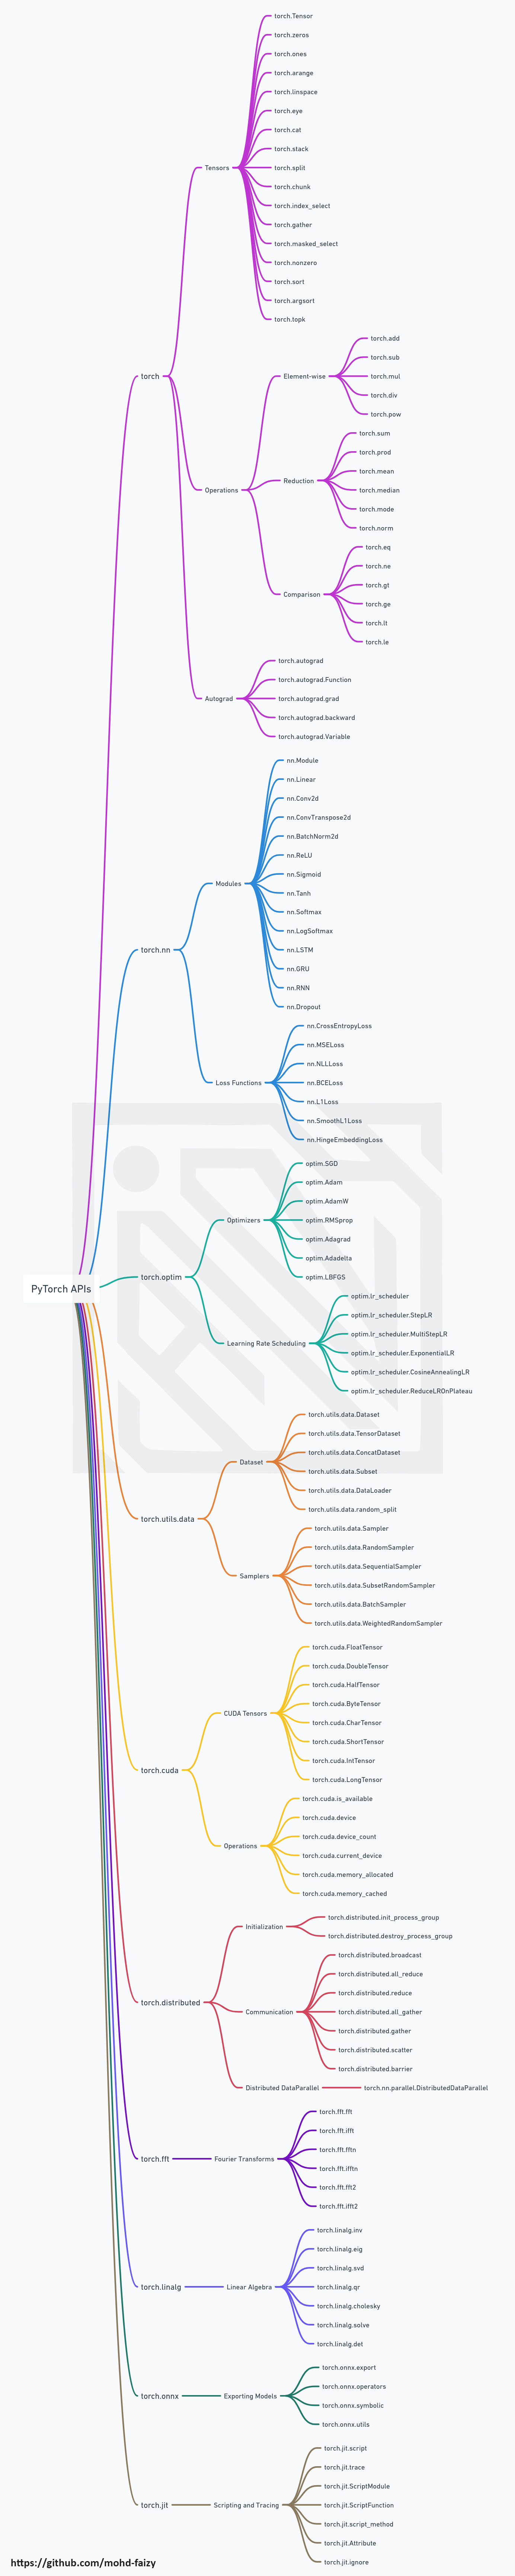 PyTorch APIs
torch
Tensors
torch.Tensor
torch.zeros
torch.ones
torch.arange
torch.linspace
torch.eye
torch.cat
torch.stack
torch.split
torch.chunk
torch.index_select
torch.gather
torch.masked_select
torch.nonzero
torch.sort
torch.argsort
torch.topk
Operations
Element-wise
torch.add
torch.sub
torch.mul
torch.div
torch.pow
Reduction
torch.sum
torch.prod
torch.mean
torch.median
torch.mode
torch.norm
Comparison
torch.eq
torch.ne
torch.gt
torch.ge
torch.lt
torch.le
Autograd
torch.autograd
torch.autograd.Function
torch.autograd.grad
torch.autograd.backward
torch.autograd.Variable
torch.nn
Modules
nn.Module
nn.Linear
nn.Conv2d
nn.ConvTranspose2d
nn.BatchNorm2d
nn.ReLU
nn.Sigmoid
nn.Tanh
nn.Softmax
nn.LogSoftmax
nn.LSTM
nn.GRU
nn.RNN
nn.Dropout
Loss Functions
nn.CrossEntropyLoss
nn.MSELoss
nn.NLLLoss
nn.BCELoss
nn.L1Loss
nn.SmoothL1Loss
nn.HingeEmbeddingLoss
torch.optim
Optimizers
optim.SGD
optim.Adam
optim.AdamW
optim.RMSprop
optim.Adagrad
optim.Adadelta
optim.LBFGS
Learning Rate Scheduling
optim.lr_scheduler
optim.lr_scheduler.StepLR
optim.lr_scheduler.MultiStepLR
optim.lr_scheduler.ExponentialLR
optim.lr_scheduler.CosineAnnealingLR
optim.lr_scheduler.ReduceLROnPlateau
torch.utils.data
Dataset
torch.utils.data.Dataset
torch.utils.data.TensorDataset
torch.utils.data.ConcatDataset
torch.utils.data.Subset
torch.utils.data.DataLoader
torch.utils.data.random_split
Samplers
torch.utils.data.Sampler
torch.utils.data.RandomSampler
torch.utils.data.SequentialSampler
torch.utils.data.SubsetRandomSampler
torch.utils.data.BatchSampler
torch.utils.data.WeightedRandomSampler
torch.cuda
CUDA Tensors
torch.cuda.FloatTensor
torch.cuda.DoubleTensor
torch.cuda.HalfTensor
torch.cuda.ByteTensor
torch.cuda.CharTensor
torch.cuda.ShortTensor
torch.cuda.IntTensor
torch.cuda.LongTensor
Operations
torch.cuda.is_available
torch.cuda.device
torch.cuda.device_count
torch.cuda.current_device
torch.cuda.memory_allocated
torch.cuda.memory_cached
torch.distributed
Initialization
torch.distributed.init_process_group
torch.distributed.destroy_process_group
Communication
torch.distributed.broadcast
torch.distributed.all_reduce
torch.distributed.reduce
torch.distributed.all_gather
torch.distributed.gather
torch.distributed.scatter
torch.distributed.barrier
Distributed DataParallel
torch.nn.parallel.DistributedDataParallel
torch.fft
Fourier Transforms
torch.fft.fft
torch.fft.ifft
torch.fft.fftn
torch.fft.ifftn
torch.fft.fft2
torch.fft.ifft2
torch.linalg
Linear Algebra
torch.linalg.inv
torch.linalg.eig
torch.linalg.svd
torch.linalg.qr
torch.linalg.cholesky
torch.linalg.solve
torch.linalg.det
torch.onnx
Exporting Models
torch.onnx.export
torch.onnx.operators
torch.onnx.symbolic
torch.onnx.utils
torch.jit
Scripting and Tracing
torch.jit.script
torch.jit.trace
torch.jit.ScriptModule
torch.jit.ScriptFunction
torch.jit.script_method
torch.jit.Attribute
torch.jit.ignore
https://github.com/mohd-faizy